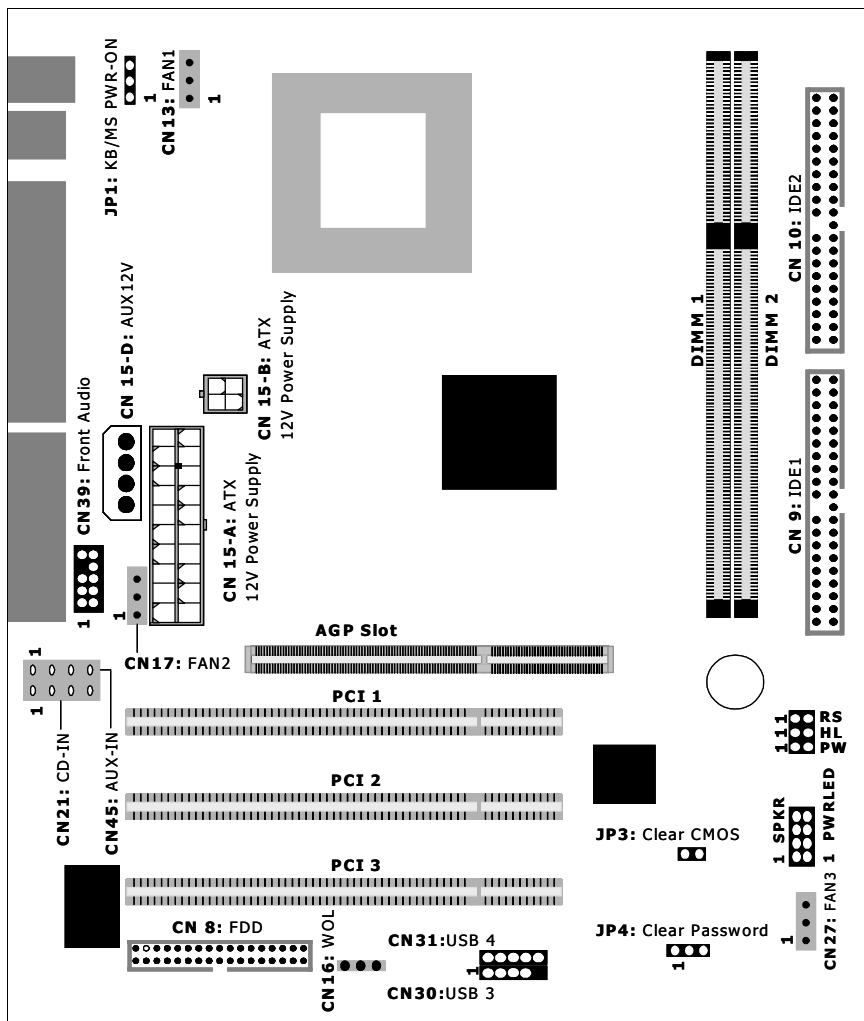 JP1: KB/MS PWR-ON
1
CN13: FAN1
1
CN 10: IDE2
DIMM 1
DIMM 2
CN 15-D: AUX12V
CN 15-B: ATX
12V Power Supply
CN39: Front Audio
1
CN 15-A: ATX
12V Power Supply
CN 9: IDE1
1
CN17: FAN2
AGP Slot
1
1
CN21: CD-IN
CN45: AUX-IN
PCI 1
1 RS
1 HL
1 PW
PCI 2
JP3: Clear CMOS
1 SPKR
1 PWRLED
PCI 3
CN 8: FDD
CN16: WOL
CN31:USB 4
1
CN30:USB 3
JP4: Clear Password
1
1
CN27: FAN3